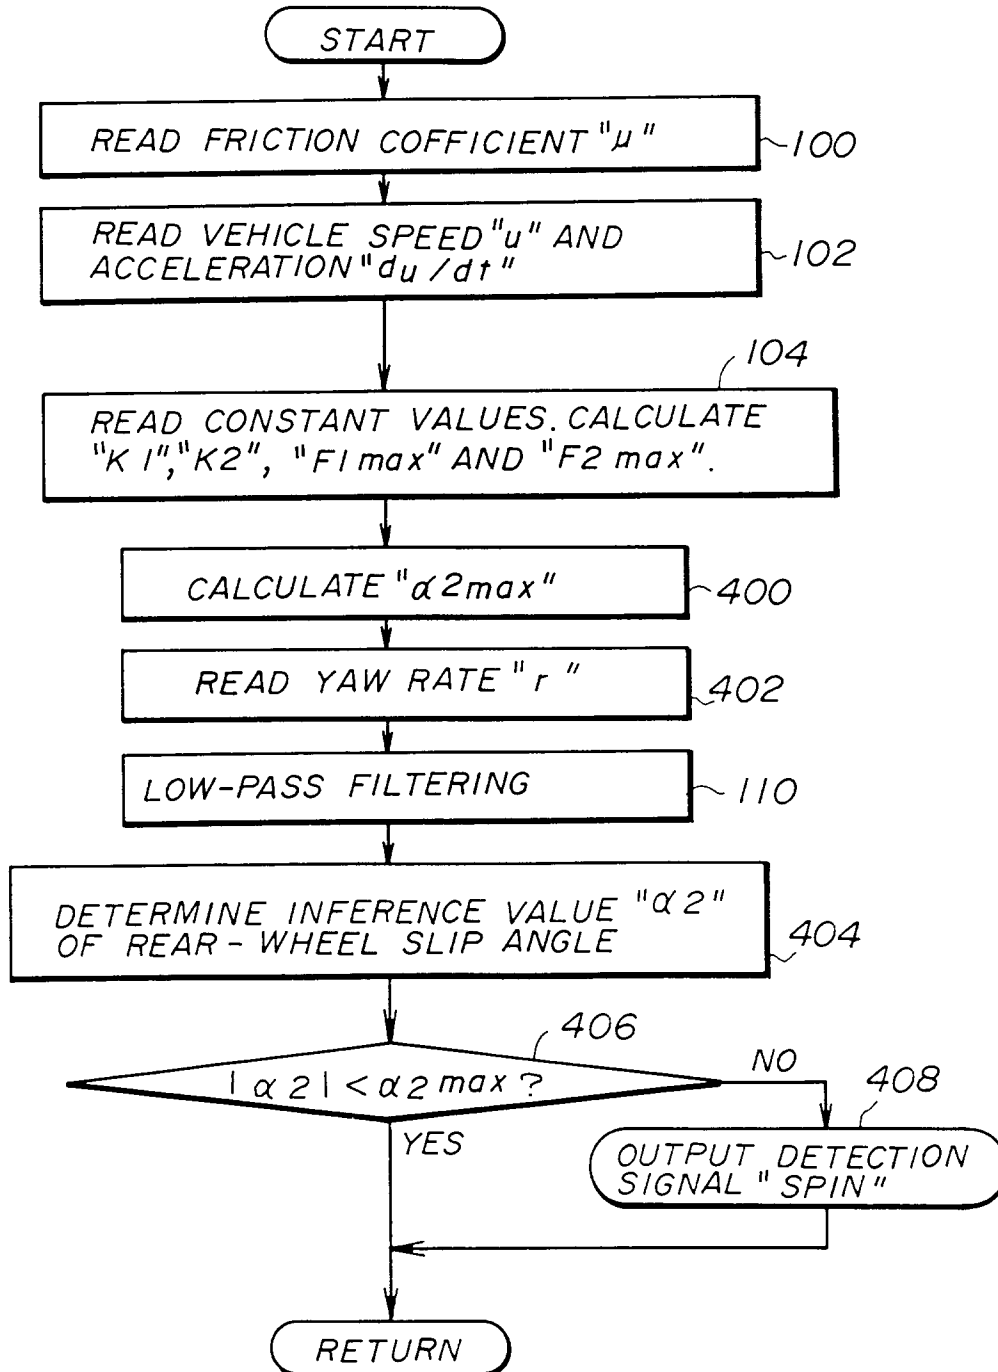 START
READ FRICTION COFFICIENT "μ"
100
READ VEHICLE SPEED "u" AND
ACCELERATION "du/dt"
102
104
READ CONSTANT VALUES. CALCULATE
"K1", "K2", "F1max" AND "F2max".
CALCULATE "α2max"
400
READ YAW RATE "r"
402
LOW-PASS FILTERING
110
DETERMINE INFERENCE VALUE "α2"
OF REAR-WHEEL SLIP ANGLE
404
406
|α2| < α2max ?
NO
408
YES
OUTPUT DETECTION
SIGNAL "SPIN"
RETURN